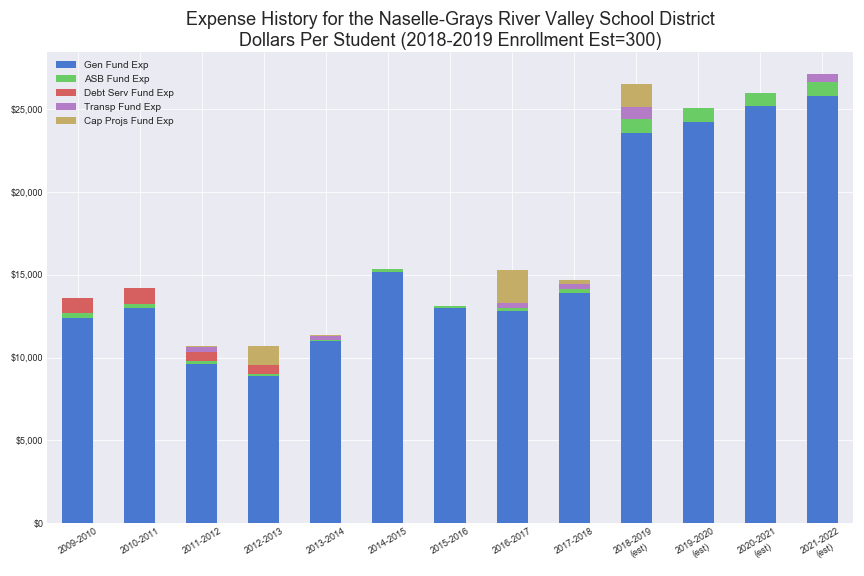 Expense History for the Naselle-Grays River Valley School District
Dollars Per Student (2018-2019 Enrollment Est=300)
Gen Fund Exp
ASB Fund Exp
Debt Serv Fund Exp
Transp Fund Exp
Cap Projs Fund Exp
$25,000
$20,000
$15,000
$10,000
$5,000
$0
2009-2010
2010-2011
2011-2012
2012-2013
2013-2014
2014-2015
2015-2016
2016-2017
2017-2018
2018-2019
(est)
2019-2020
(est)
2020-2021
(est)
2021-2022
(est)